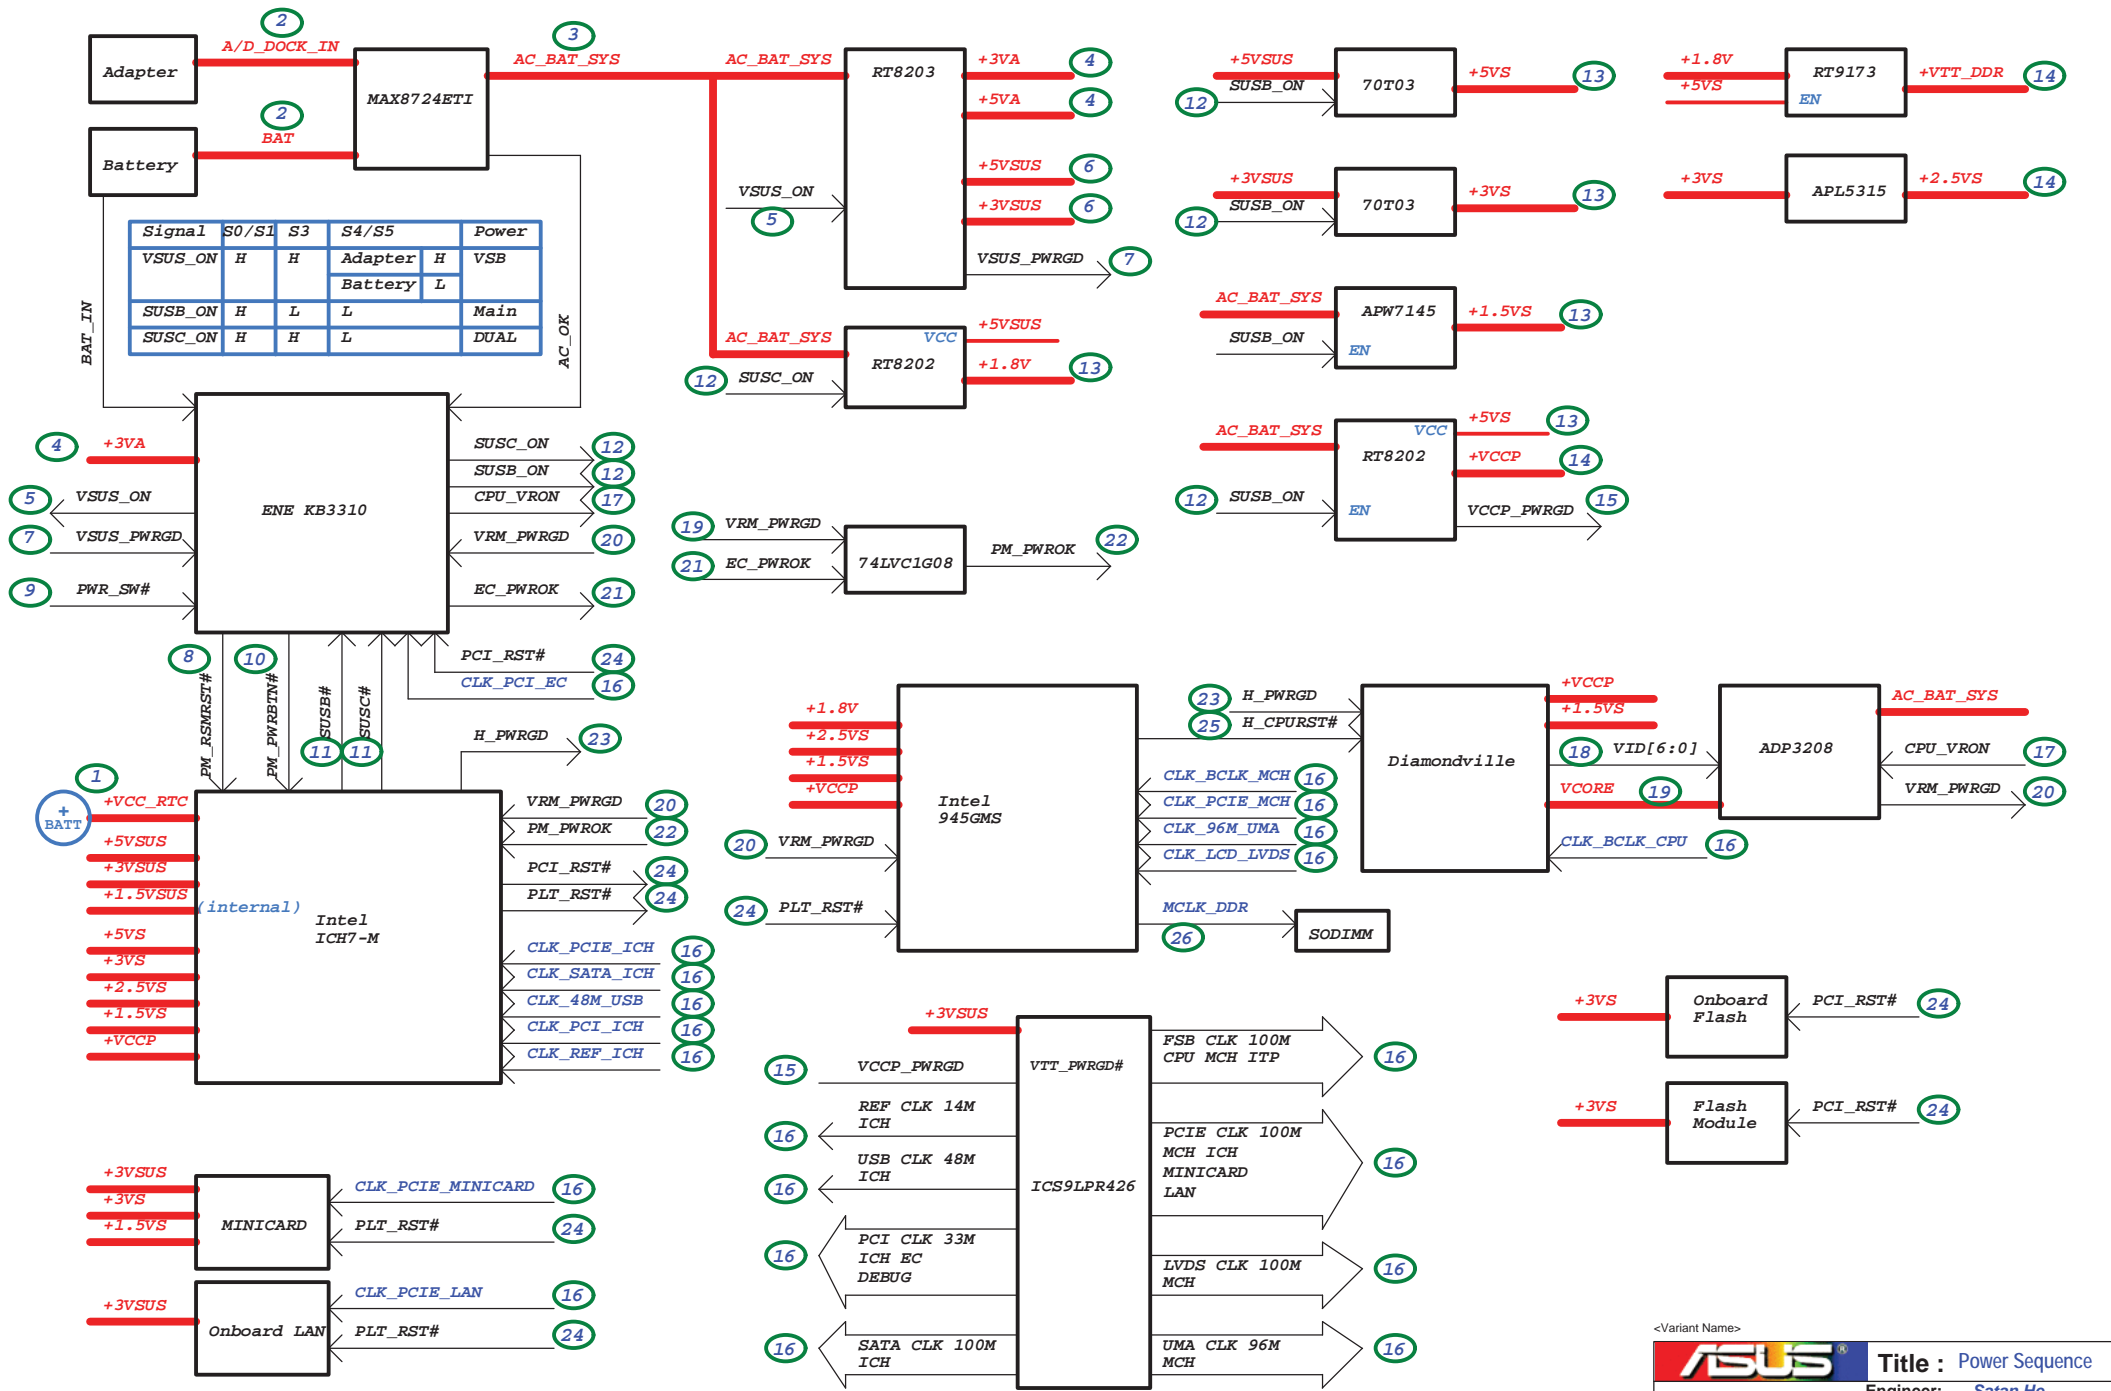 2
A/D_DOCK_IN
Adapter
2
BAT
Battery
MAX8724ETI
3
AC_BAT_SYS
AC_BAT_SYS
RT8203
+3VA
4
+5VA
4
+5VSUS
6
+3VSUS
6
VSUS_ON
5
VSUS_PWRGD
7
AC_BAT_SYS
VCC
+5VSUS
RT8202
+1.8V
13
12
SUSC_ON
BAT_IN
AC_OK
Signal S0/S1 S3 S4/S5 Power
VSUS_ON H H Adapter H VSB
Battery L
SUSB_ON H L L Main
SUSC_ON H H L DUAL
+5VSUS
12
SUSB_ON
70T03
+5VS
13
+3VSUS
12
SUSB_ON
70T03
+3VS
13
AC_BAT_SYS
SUSB_ON
APW7145
EN
+1.5VS
13
AC_BAT_SYS
12
SUSB_ON
RT8202
VCC
EN
+5VS
13
+VCCP
14
VCCP_PWRGD
15
+1.8V
+5VS
RT9173
EN
+VTT_DDR
14
+3VS
APL5315
+2.5VS
14
4
+3VA
5
VSUS_ON
7
VSUS_PWRGD
9
PWR_SW#
ENE KB3310
SUSC_ON
12
SUSB_ON
12
CPU_VRON
17
VRM_PWRGD
20
EC_PWROK
21
PCI_RST#
24
CLK_PCI_EC
16
8
PM_RSMRST#
10
PM_PWRBTN#
11
SUSB#
11
SUSC#
19
VRM_PWRGD
21
EC_PWROK
74LVC1G08
PM_PWROK
22
H_PWRGD
23
1
+
BATT
+VCC_RTC
+5VSUS
+3VSUS
+1.5VSUS
(internal)
+5VS
+3VS
+2.5VS
+1.5VS
+VCCP
Intel
ICH7-M
VRM_PWRGD
20
PM_PWROK
22
PCI_RST#
24
PLT_RST#
24
CLK_PCIE_ICH
16
CLK_SATA_ICH
16
CLK_48M_USB
16
CLK_PCI_ICH
16
CLK_REF_ICH
16
+1.8V
+2.5VS
+1.5VS
+VCCP
20
VRM_PWRGD
24
PLT_RST#
Intel
945GMS
23
H_PWRGD
25
H_CPURST#
CLK_BCLK_MCH
16
CLK_PCIE_MCH
16
CLK_96M_UMA
16
CLK_LCD_LVDS
16
MCLK_DDR
26
SODIMM
Diamondville
+VCCP
+1.5VS
18
VID[6:0]
VCORE
19
CLK_BCLK_CPU
16
ADP3208
AC_BAT_SYS
CPU_VRON
17
VRM_PWRGD
20
+3VSUS
15
VCCP_PWRGD
VTT_PWRGD#
16
REF CLK 14M
ICH
16
USB CLK 48M
ICH
16
PCI CLK 33M
ICH EC
DEBUG
16
SATA CLK 100M
ICH
ICS9LPR426
FSB CLK 100M
CPU MCH ITP
16
PCIE CLK 100M
MCH ICH
MINICARD
LAN
16
LVDS CLK 100M
MCH
16
UMA CLK 96M
MCH
16
+3VS
Onboard
Flash
PCI_RST#
24
+3VS
Flash
Module
PCI_RST#
24
+3VSUS
+3VS
+1.5VS
MINICARD
CLK_PCIE_MINICARD
16
PLT_RST#
24
+3VSUS
Onboard LAN
CLK_PCIE_LAN
16
PLT_RST#
24
<Variant Name>
ASUS ®
Title : Power Sequence
Engineer: Satan Ho